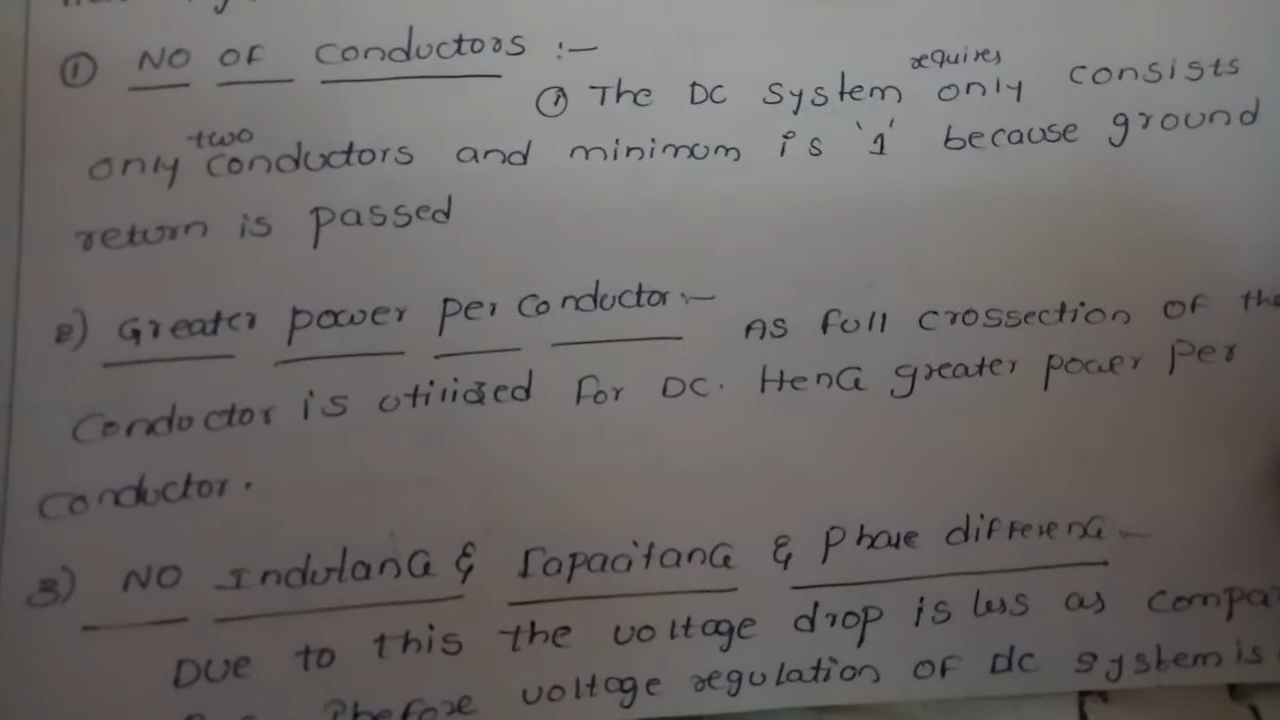 ① NO OF conductors :-
requires
① The DC system only consists
two
only conductors and minimum is '1' because ground
return is passed
2) Greater power per conductor :-
As full crossection of the
conductor is utilized for DC. Hence greater power per
conductor.
3) NO Inductance & Capacitance & phase difference -
Due to this the voltage drop is less as compa
voltage regulation of dc system is